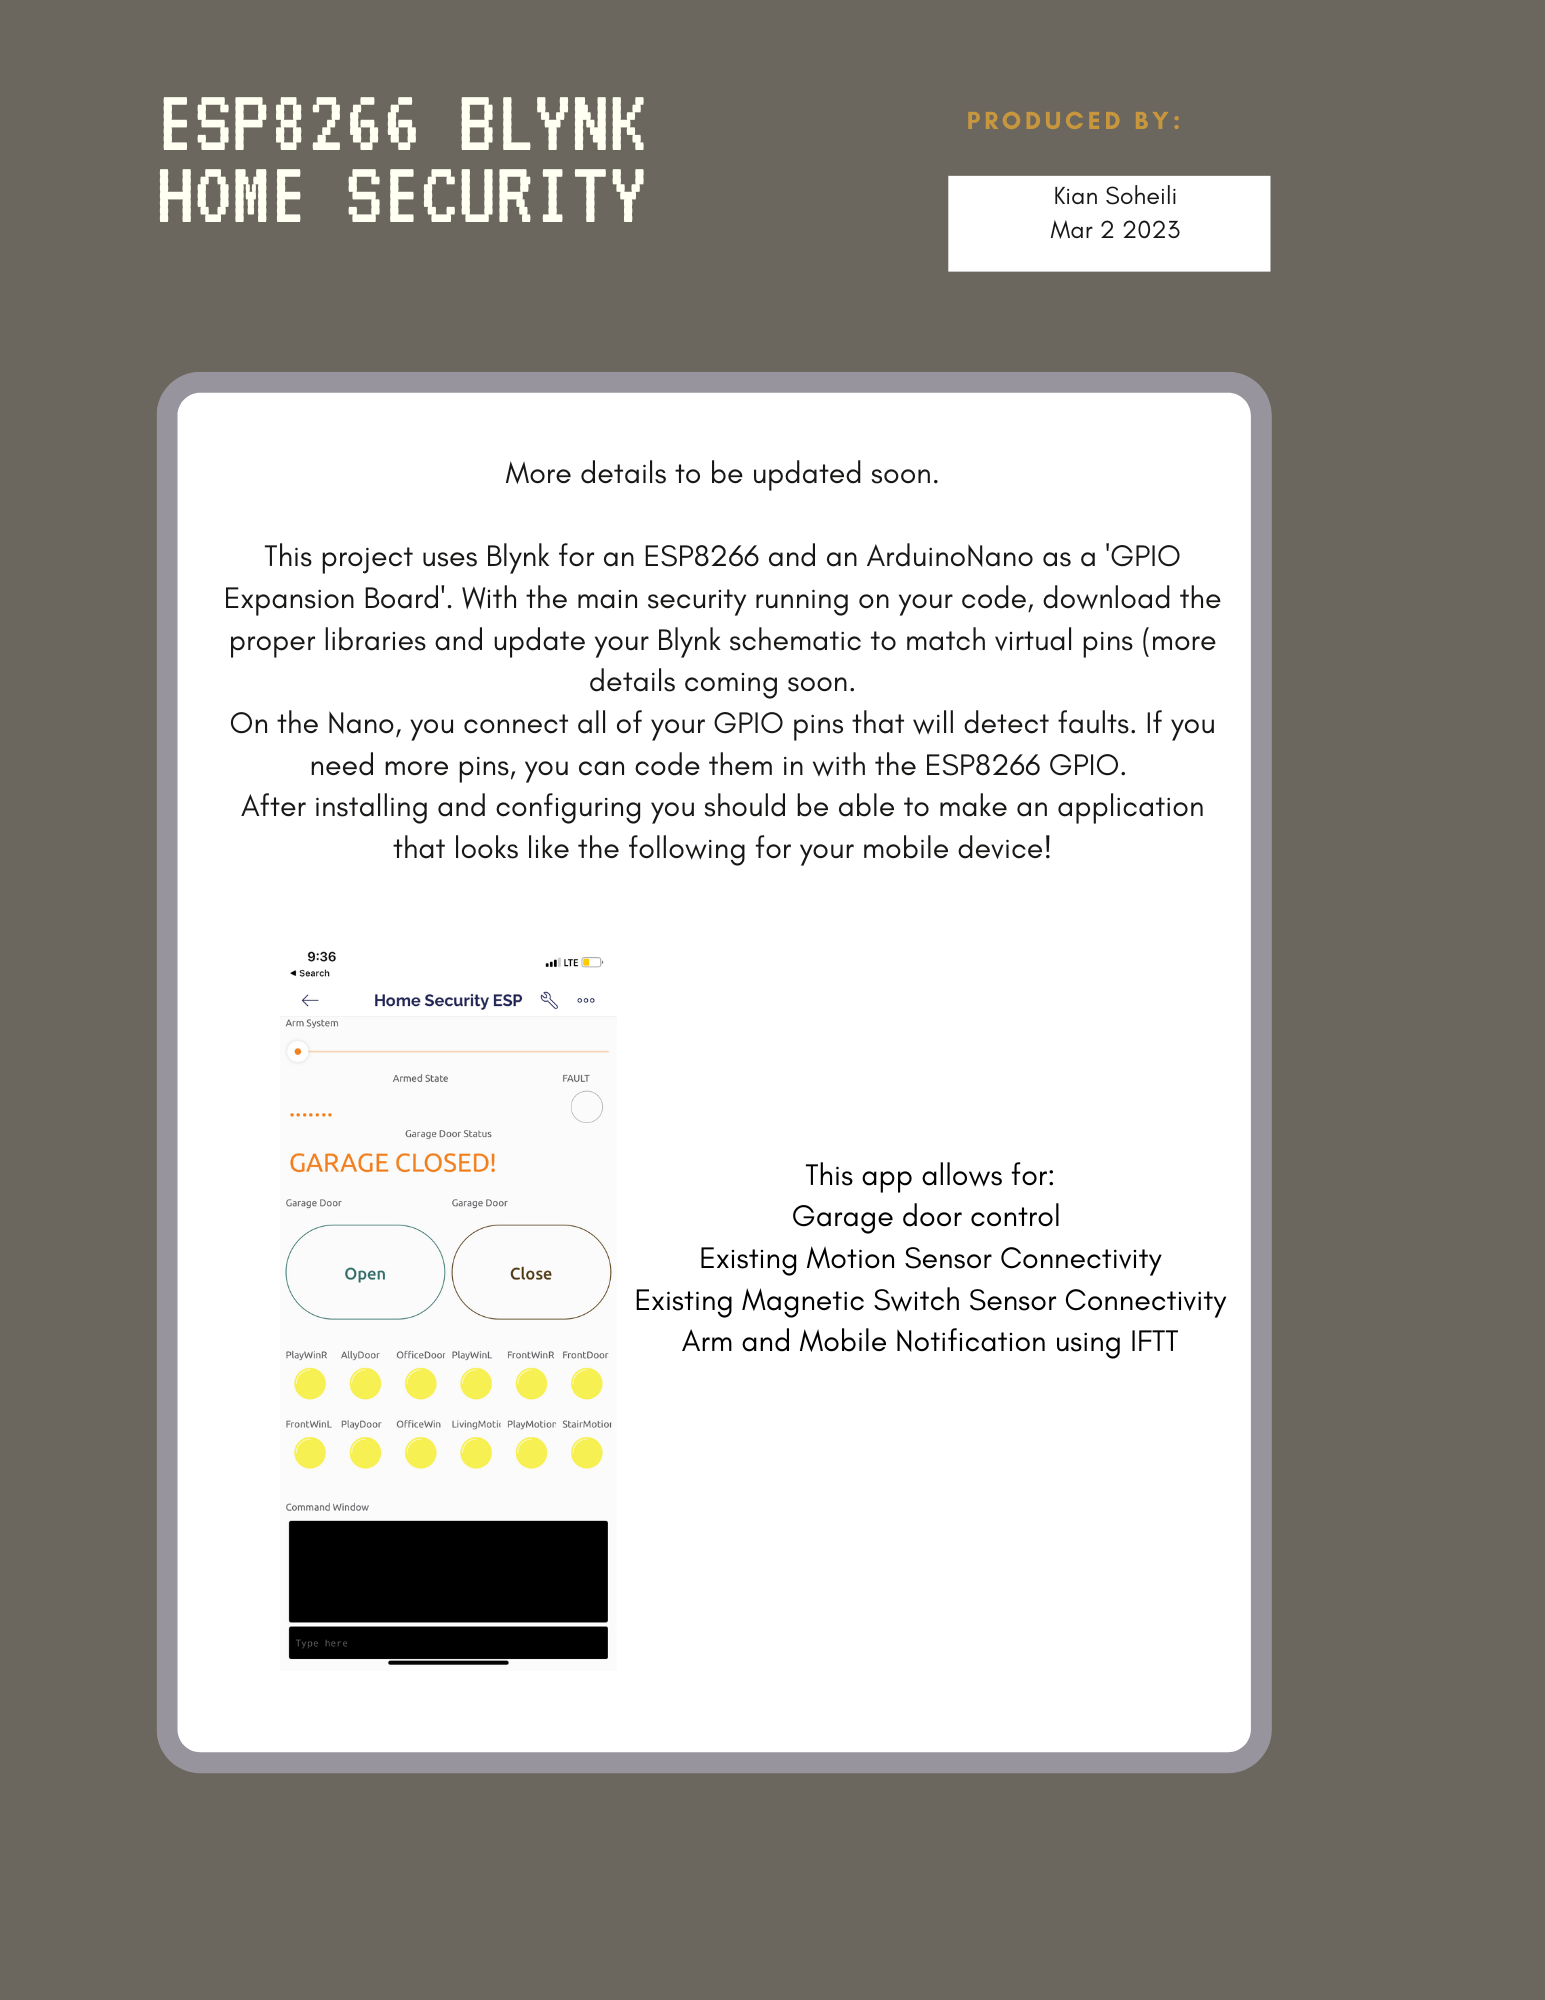 ESP8266 BLYNK
HOME SECURITY
PRODUCED BY:
Kian Soheili
Mar 2 2023
More details to be updated soon.
This project uses Blynk for an ESP8266 and an ArduinoNano as a 'GPIO
Expansion Board'. With the main security running on your code, download the
proper libraries and update your Blynk schematic to match virtual pins (more
details coming soon.
On the Nano, you connect all of your GPIO pins that will detect faults. If you
need more pins, you can code them in with the ESP8266 GPIO.
After installing and configuring you should be able to make an application
that looks like the following for your mobile device!
9:36
LTE
◀ Search
Home Security ESP
Arm System
Armed State
FAULT
.......
Garage Door Status
GARAGE CLOSED!
Garage Door
Garage Door
Open
Close
PlayWinR AllyDoor OfficeDoor PlayWinL FrontWinR FrontDoor
FrontWinL PlayDoor OfficeWin LivingMotic PlayMotion StairMotion
Command Window
Type here
This app allows for:
Garage door control
Existing Motion Sensor Connectivity
Existing Magnetic Switch Sensor Connectivity
Arm and Mobile Notification using IFTT